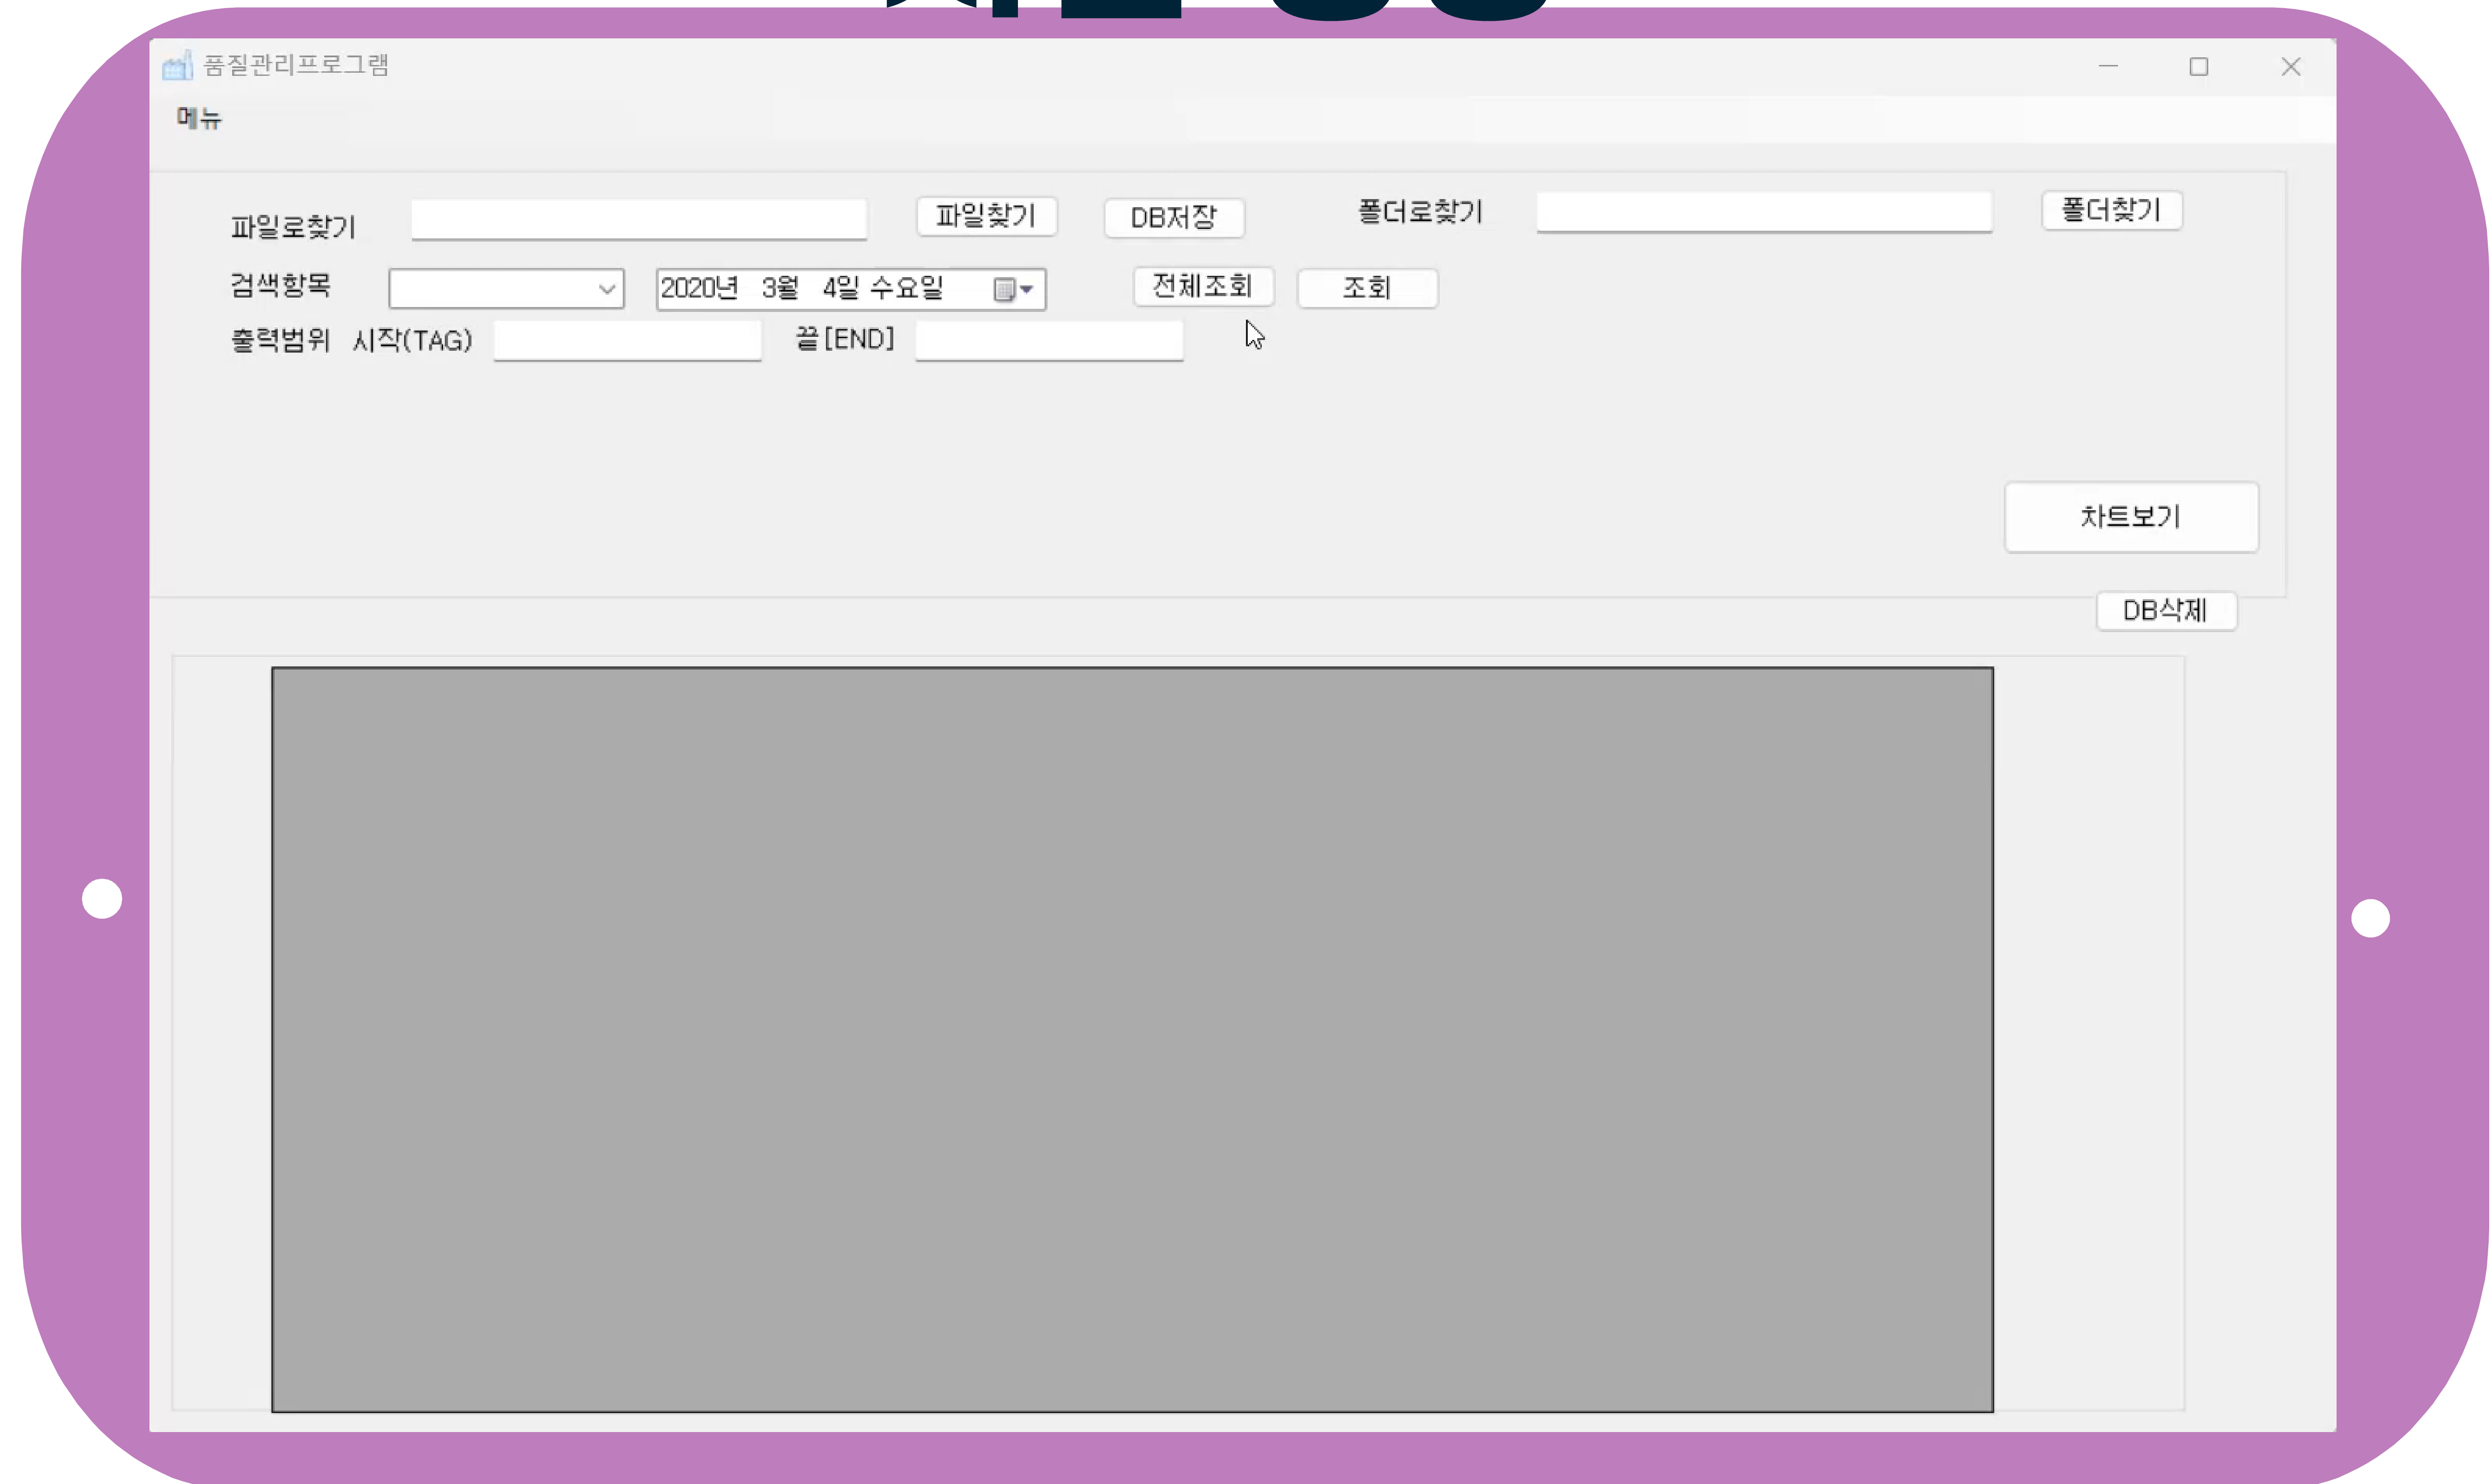 품질관리프로그램
메뉴
파일로찾기 파일찾기 DB저장 폴더로찾기 폴더찾기
검색항목 2020년 3월 4일 수요일 전체조회 조회
출력범위 시작(TAG) 끝[END]
차트보기
DB삭제